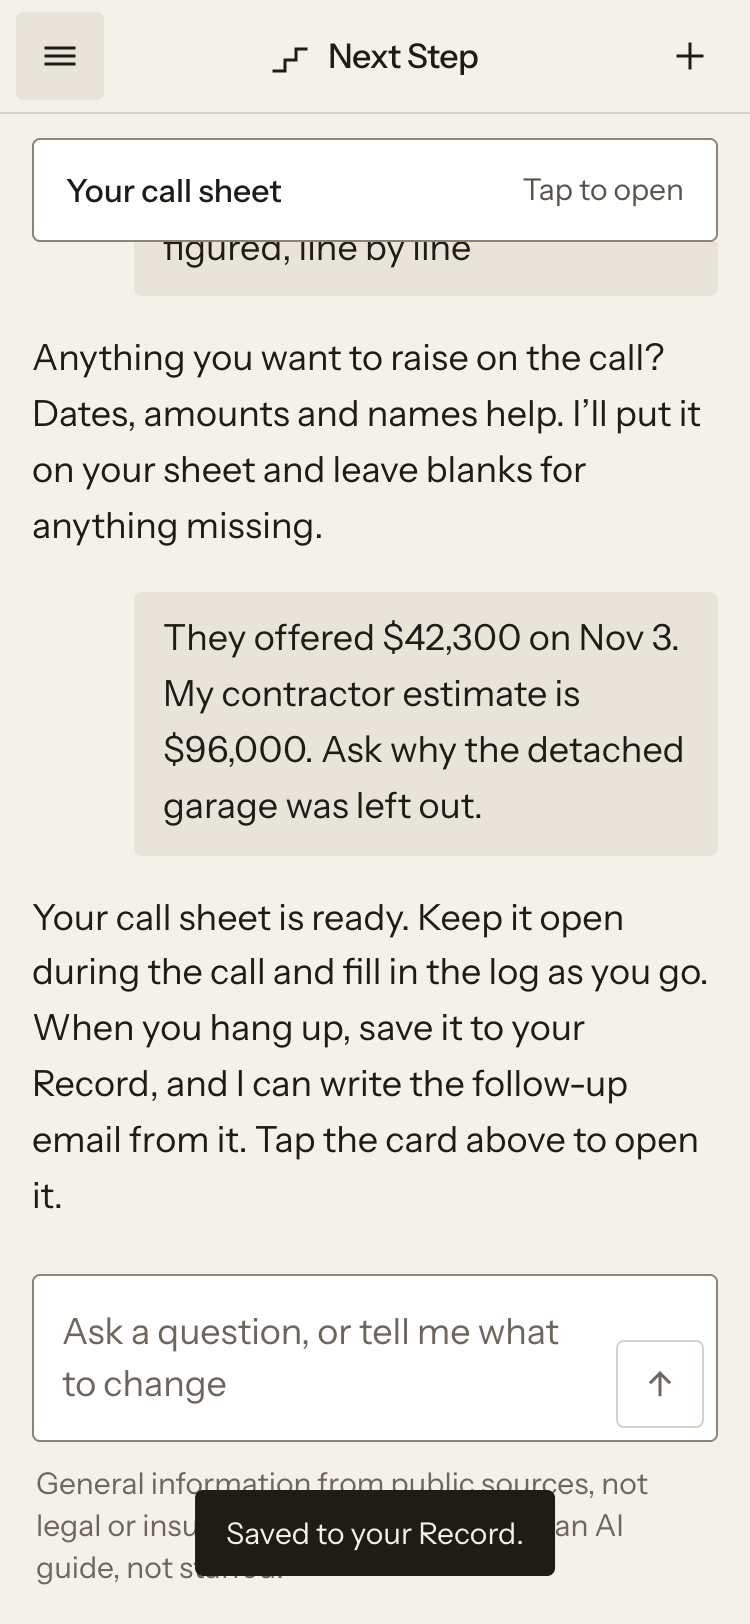 Next Step
Your call sheet Tap to open
figured, line by line
Anything you want to raise on the call?
Dates, amounts and names help. I’ll put it
on your sheet and leave blanks for
anything missing.
They offered $42,300 on Nov 3.
My contractor estimate is
$96,000. Ask why the detached
garage was left out.
Your call sheet is ready. Keep it open
during the call and fill in the log as you go.
When you hang up, save it to your
Record, and I can write the follow-up
email from it. Tap the card above to open
it.
Ask a question, or tell me what
to change
General information from public sources, not
legal or an AI
guide, not
Saved to your Record.